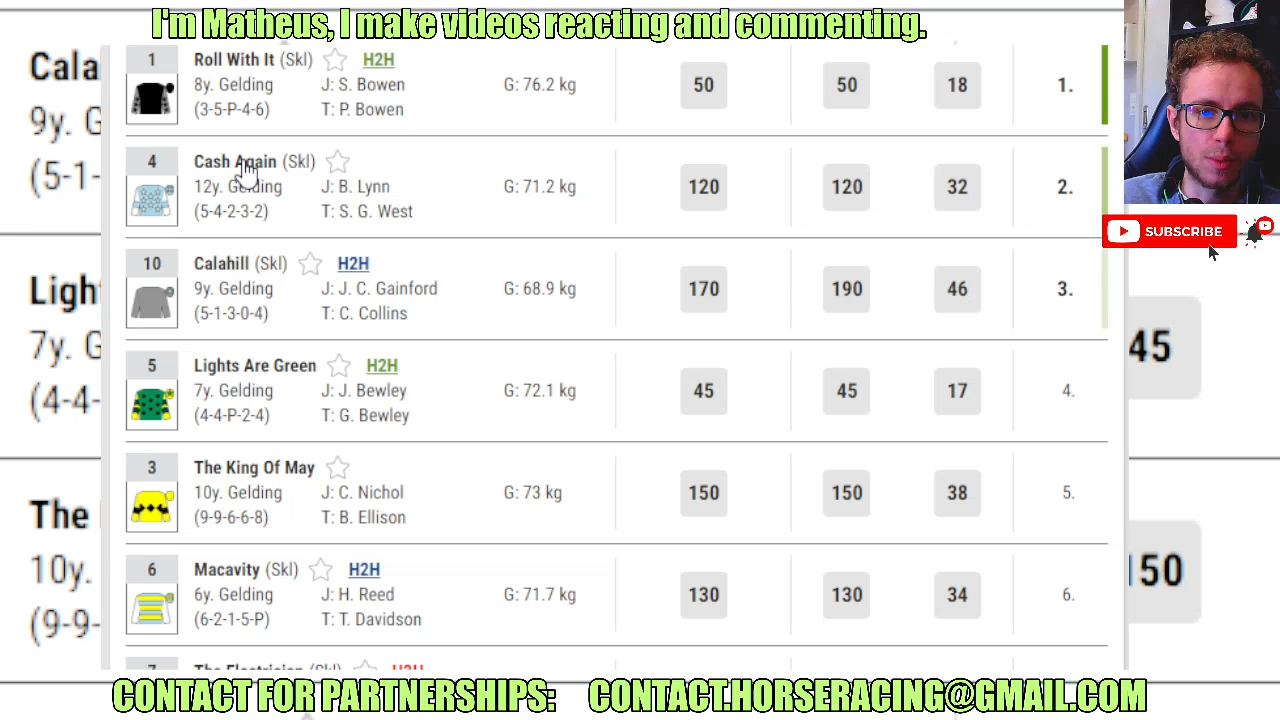 I'm Matheus, I make videos reacting and commenting.
Cala
9y. G
(5-1-
Ligh
7y. G
(4-4-
The
10y.
(9-9-
1
Roll With It (Skl) H2H
8y. Gelding J: S. Bowen G: 76.2 kg 50 50 18 1.
(3-5-P-4-6) T: P. Bowen
4
Cash Again (Skl)
12y. Gelding J: B. Lynn G: 71.2 kg 120 120 32 2.
(5-4-2-3-2) T: S. G. West
10
Calahill (Skl) H2H
9y. Gelding J: J. C. Gainford G: 68.9 kg 170 190 46 3.
(5-1-3-0-4) T: C. Collins
5
Lights Are Green H2H
7y. Gelding J: J. Bewley G: 72.1 kg 45 45 17 4.
(4-4-P-2-4) T: G. Bewley
3
The King Of May
10y. Gelding J: C. Nichol G: 73 kg 150 150 38 5.
(9-9-6-6-8) T: B. Ellison
6
Macavity (Skl) H2H
6y. Gelding J: H. Reed G: 71.7 kg 130 130 34 6.
(6-2-1-5-P) T: T. Davidson
7
The Electrician (Skl) H2H
SUBSCRIBE
45
150
CONTACT FOR PARTNERSHIPS: CONTACT.HORSERACING@GMAIL.COM